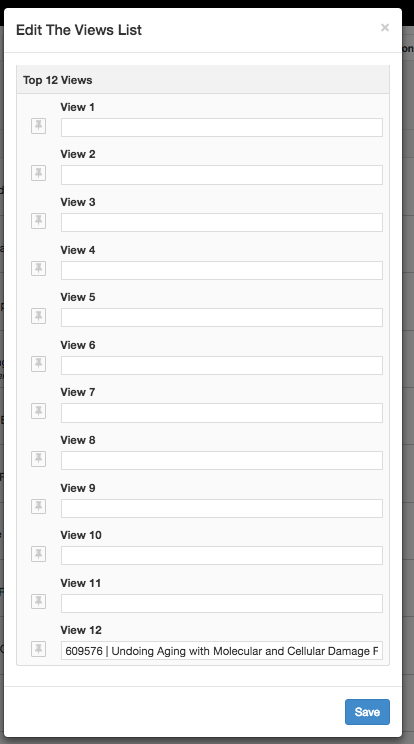 Edit The Views List
×
on
Top 12 Views
View 1
View 2
View 3
View 4
View 5
View 6
View 7
View 8
View 9
View 10
View 11
View 12
609576 | Undoing Aging with Molecular and Cellular Damage
Save